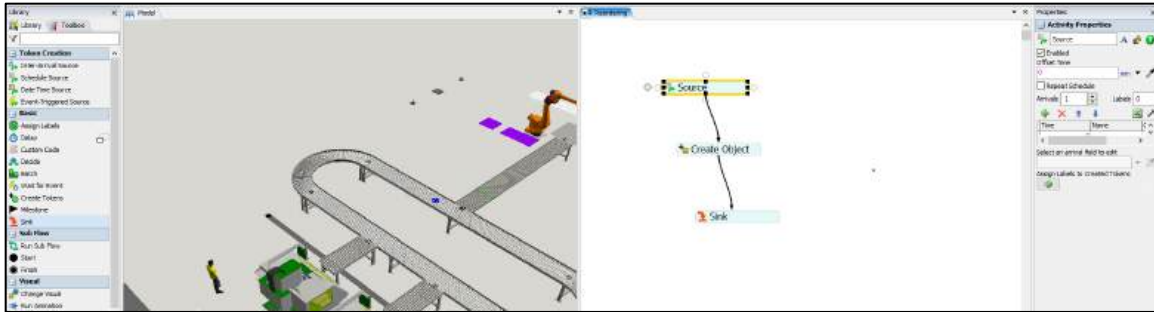 Library
Library Toolbox
Token Creation
Inter-Arrival Source
Schedule Source
Date Time Source
Event-Triggered Source
Basic
Assign Labels
Delay
Custom Code
Decide
Batch
Wait for Event
Create Tokens
Milestone
Sink
Sub Flow
Run Sub Flow
Start
Finish
Visual
Change Visual
Run Animation
Model
Source
Create Object
Sink
Properties
Activity Properties
Source
Enabled
Offset Time
Repeat Schedule
Arrivals 1 Labels 0
Time Name
Select an arrival field to edit
Assign Labels to Created Tokens